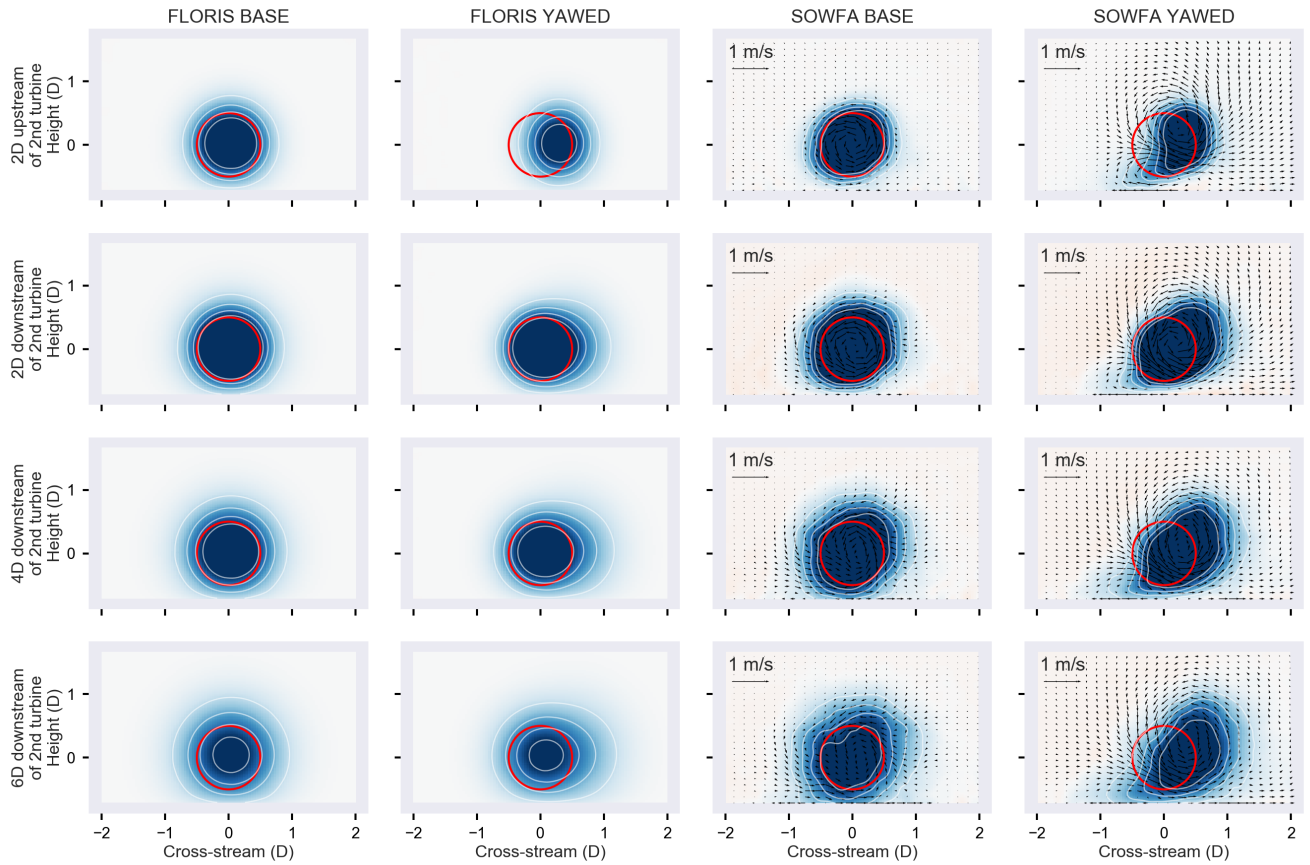 FLORIS BASE
FLORIS YAWED
SOWFA BASE
SOWFA YAWED
2D upstream
of 2nd turbine
Height (D)
1
0
1 m/s
1 m/s
2D downstream
of 2nd turbine
Height (D)
1
0
1 m/s
1 m/s
4D downstream
of 2nd turbine
Height (D)
1
0
1 m/s
1 m/s
6D downstream
of 2nd turbine
Height (D)
1
0
1 m/s
1 m/s
−2 −1 0 1 2
Cross-stream (D)
−2 −1 0 1 2
Cross-stream (D)
−2 −1 0 1 2
Cross-stream (D)
−2 −1 0 1 2
Cross-stream (D)